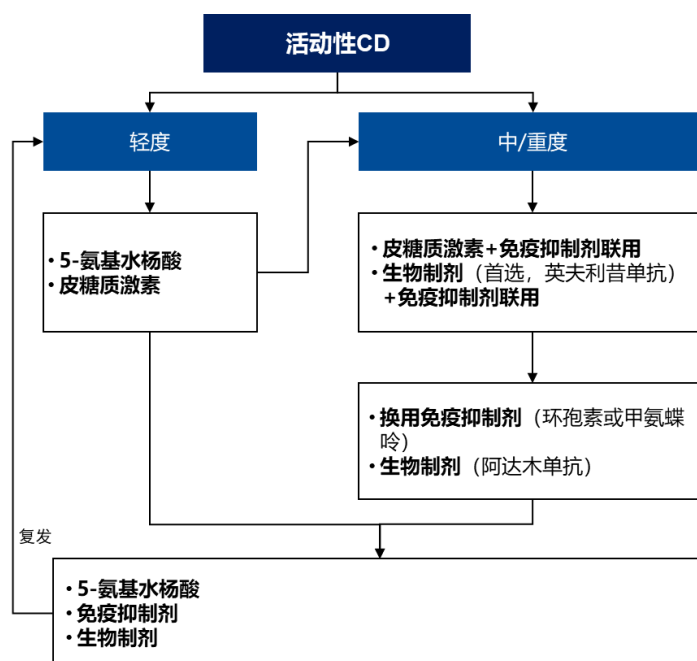 活动性CD
轻度
中/重度
• 5-氨基水杨酸
• 皮糖质激素
• 皮糖质激素+免疫抑制剂联用
• 生物制剂（首选，英夫利昔单抗）
+免疫抑制剂联用
• 换用免疫抑制剂（环孢素或甲氨蝶
呤）
• 生物制剂（阿达木单抗）
复发
• 5-氨基水杨酸
• 免疫抑制剂
• 生物制剂